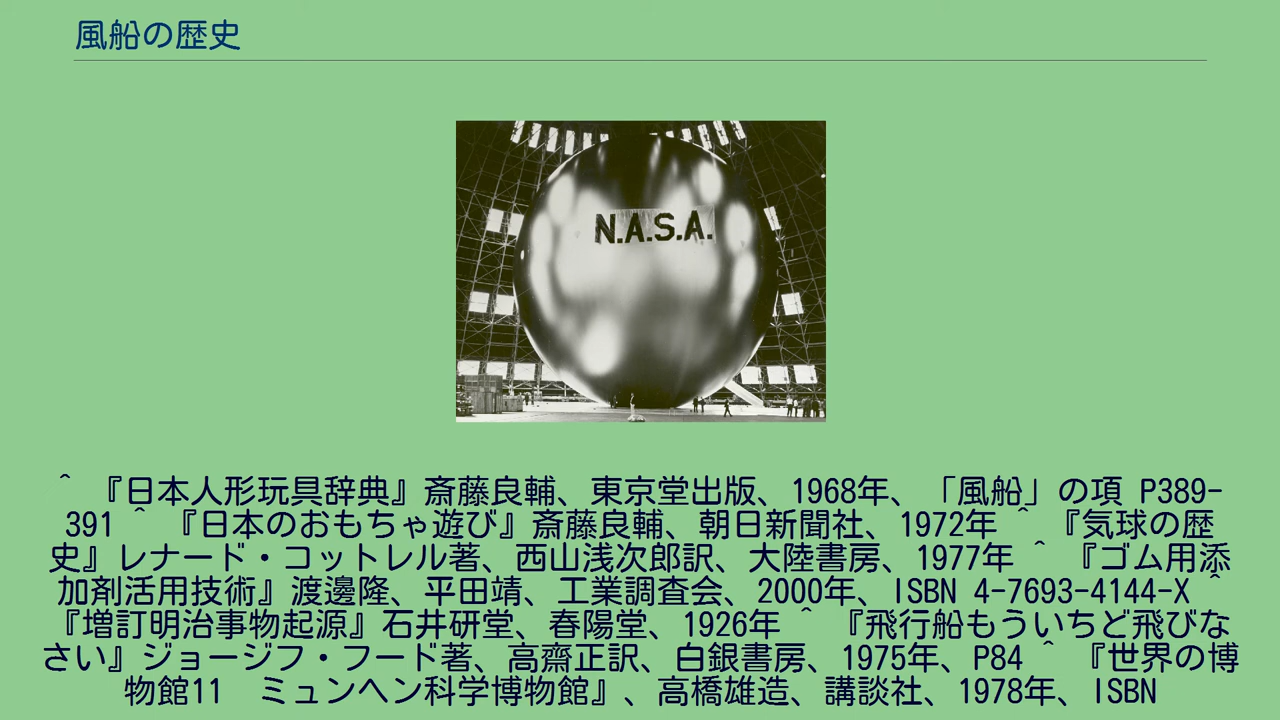 風船の歴史
N.A.S.A.
^ 『日本人形玩具辞典』斎藤良輔、東京堂出版、1968年、「風船」の項 P389-
391 ^ 『日本のおもちゃ遊び』斎藤良輔、朝日新聞社、1972年 ^ 『気球の歴
史』レナード・コットレル著、西山浅次郎訳、大陸書房、1977年 ^ 『ゴム用添
加剤活用技術』渡邊隆、平田靖、工業調査会、2000年、ISBN 4-7693-4144-X ^
『増訂明治事物起源』石井研堂、春陽堂、1926年 ^ 『飛行船もういちど飛びな
さい』ジョージフ・フード著、高齋正訳、白銀書房、1975年、P84 ^ 『世界の博
物館11 ミュンヘン科学博物館』、高橋雄造、講談社、1978年、ISBN